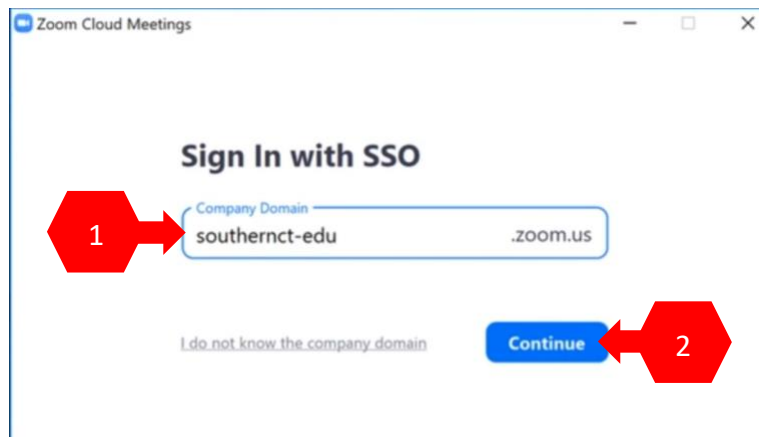 Zoom Cloud Meetings
Sign In with SSO
Company Domain
1
southernct-edu .zoom.us
I do not know the company domain
Continue
2